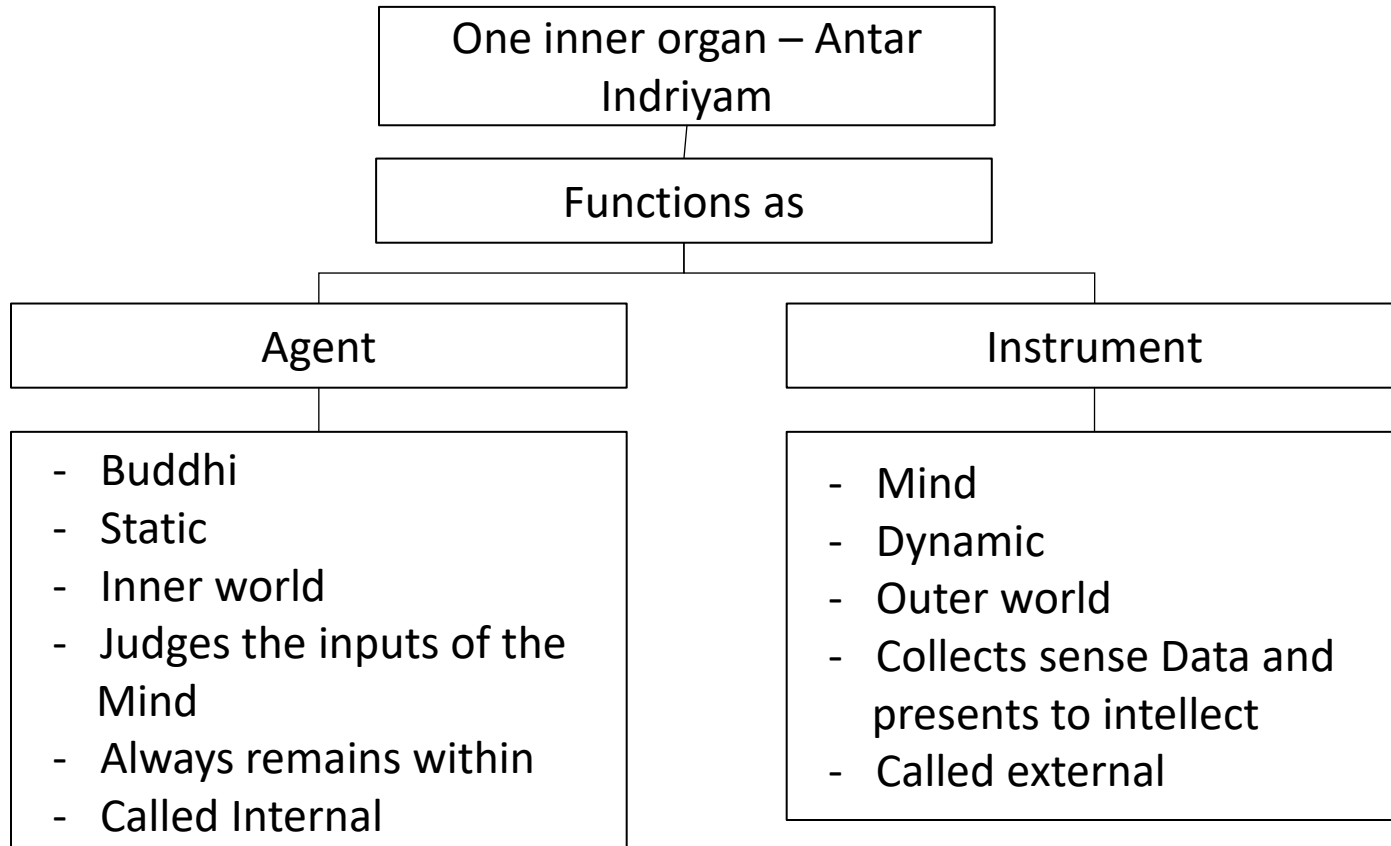 One inner organ – Antar
Indriyam
Functions as
Agent
Instrument
- Buddhi
- Static
- Inner world
- Judges the inputs of the
Mind
- Always remains within
- Called Internal
- Mind
- Dynamic
- Outer world
- Collects sense Data and
presents to intellect
- Called external